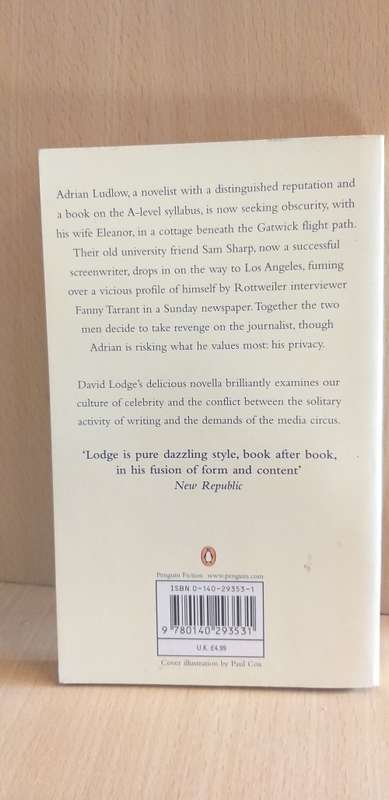 Adrian Ludlow, a novelist with a distinguished reputation and
a book on the A-level syllabus, is now seeking obscurity, with
his wife Eleanor, in a cottage beneath the Gatwick flight path.
Their old university friend Sam Sharp, now a successful
screenwriter, drops in on the way to Los Angeles, fuming
over a vicious profile of himself by Rottweiler interviewer
Fanny Tarrant in a Sunday newspaper. Together the two
men decide to take revenge on the journalist, though
Adrian is risking what he values most: his privacy.
David Lodge's delicious novella brilliantly examines our
culture of celebrity and the conflict between the solitary
activity of writing and the demands of the media circus.
'Lodge is pure dazzling style, book after book,
in his fusion of form and content'
New Republic
Penguin Fiction www.penguin.com
ISBN 0-140-29353-1
9 780140 293531
U.K. £4.99
Cover illustration by Paul Cox